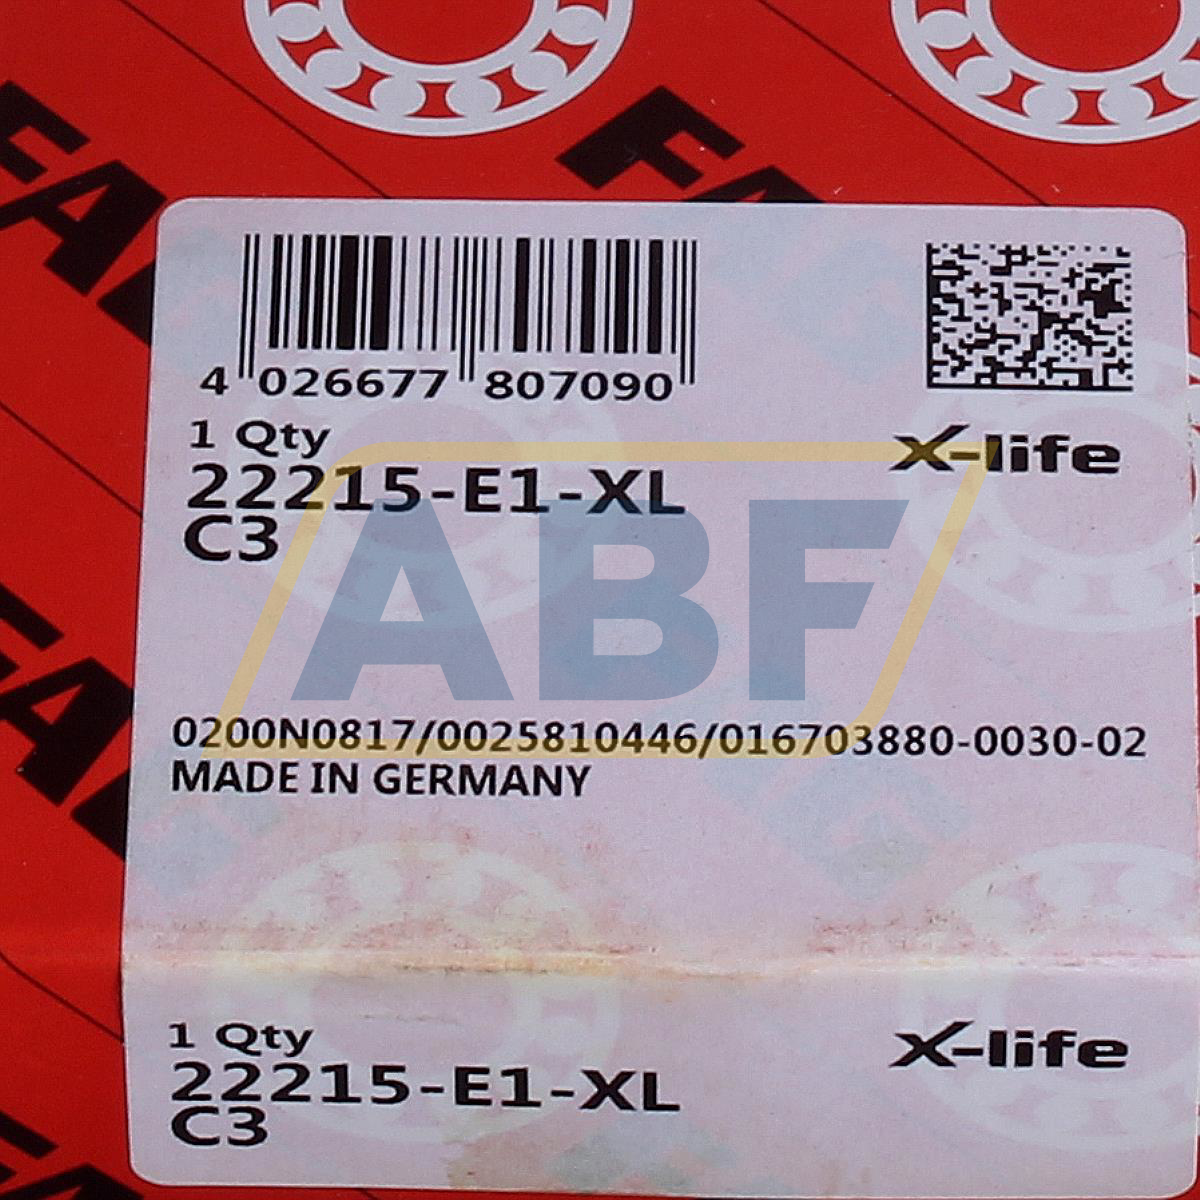 FA
4 026677 807090
1 Qty
X-life
22215-E1-XL
C3
ABF
0200N0817/0025810446/016703880-0030-02
MADE IN GERMANY
1 Qty
X-life
22215-E1-XL
C3